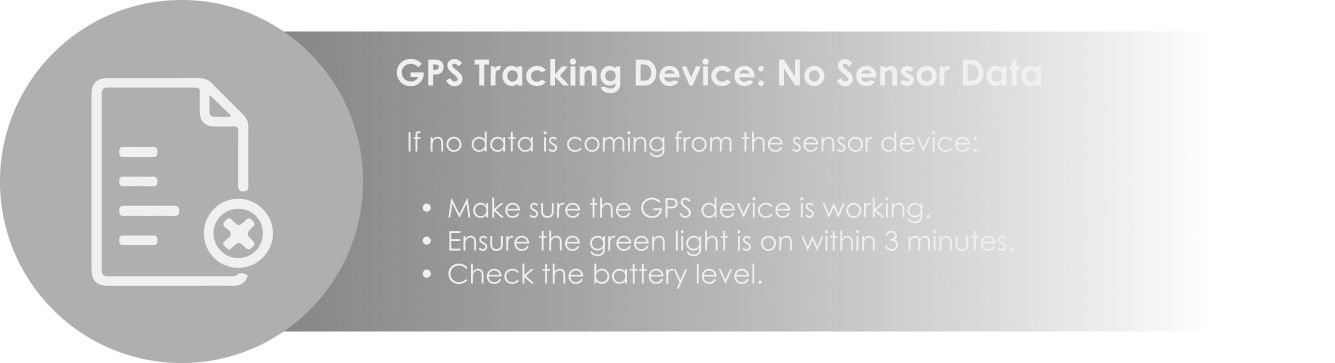 GPS Tracking Device: No Sensor Data
If no data is coming from the sensor device:
• Make sure the GPS device is working.
• Ensure the green light is on within 3 minutes.
• Check the battery level.